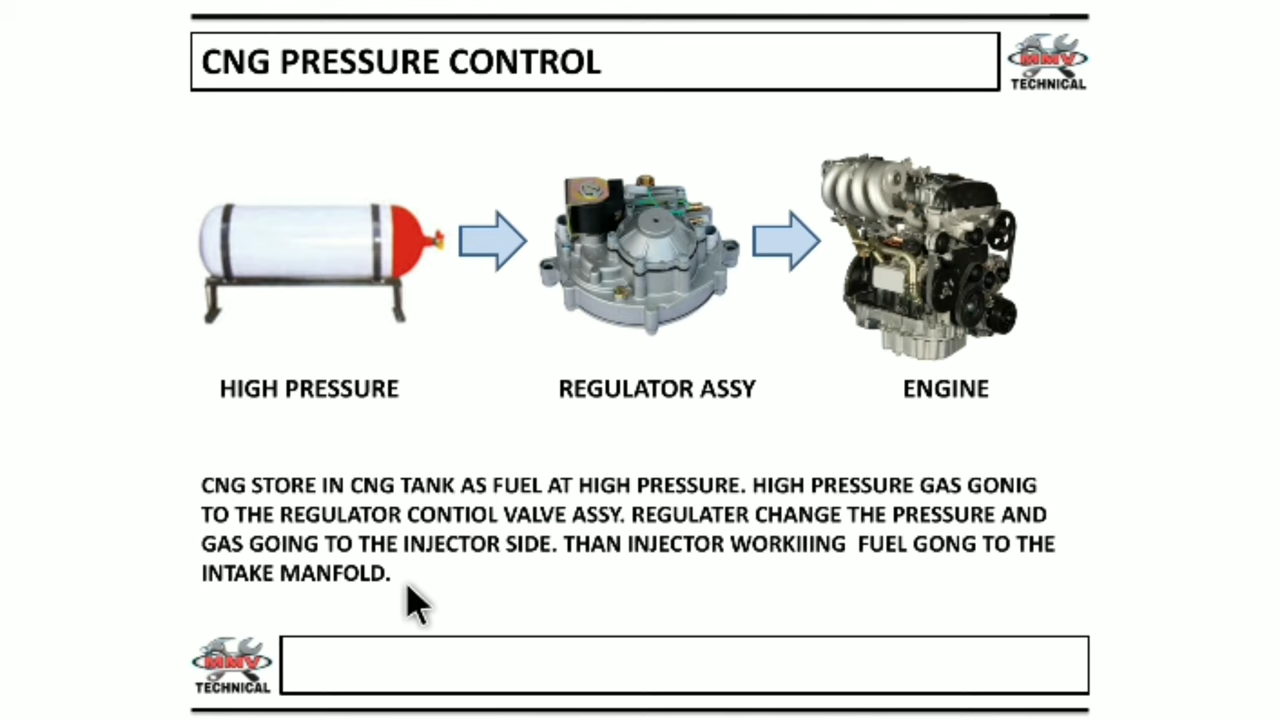 CNG PRESSURE CONTROL
MMV
TECHNICAL
HIGH PRESSURE
REGULATOR ASSY
ENGINE
CNG STORE IN CNG TANK AS FUEL AT HIGH PRESSURE. HIGH PRESSURE GAS GONIG
TO THE REGULATOR CONTIOL VALVE ASSY. REGULATER CHANGE THE PRESSURE AND
GAS GOING TO THE INJECTOR SIDE. THAN INJECTOR WORKIIING FUEL GONG TO THE
INTAKE MANFOLD.
MMV
TECHNICAL